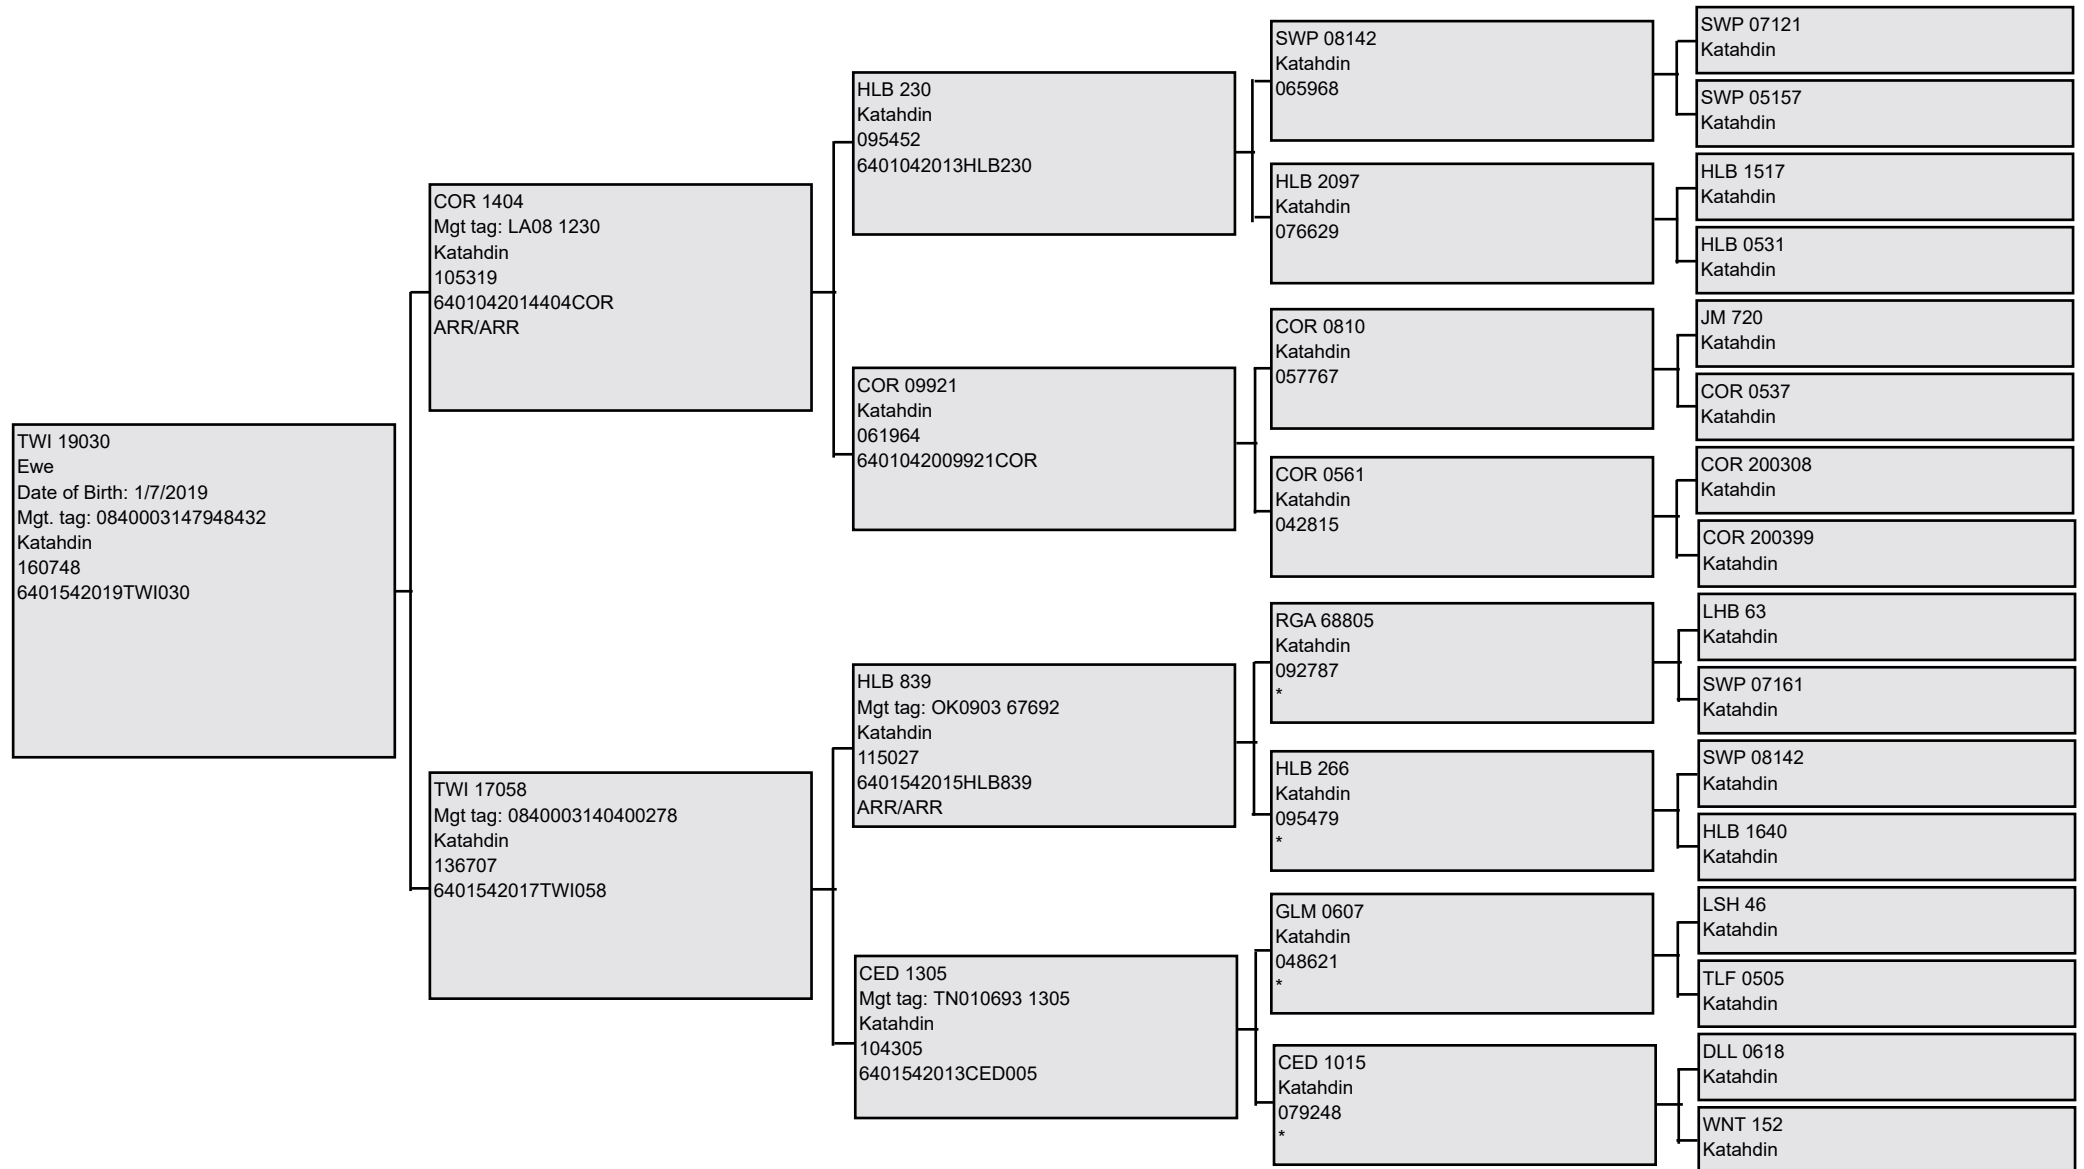 TWI 19030
Ewe
Date of Birth: 1/7/2019
Mgt. tag: 0840003147948432
Katahdin
160748
6401542019TWI030
COR 1404
Mgt tag: LA08 1230
Katahdin
105319
6401042014404COR
ARR/ARR
TWI 17058
Mgt tag: 0840003140400278
Katahdin
136707
6401542017TWI058
HLB 230
Katahdin
095452
6401042013HLB230
COR 09921
Katahdin
061964
6401042009921COR
HLB 839
Mgt tag: OK0903 67692
Katahdin
115027
6401542015HLB839
ARR/ARR
CED 1305
Mgt tag: TN010693 1305
Katahdin
104305
6401542013CED005
SWP 08142
Katahdin
065968
HLB 2097
Katahdin
076629
COR 0810
Katahdin
057767
COR 0561
Katahdin
042815
RGA 68805
Katahdin
092787
*
HLB 266
Katahdin
095479
*
GLM 0607
Katahdin
048621
*
CED 1015
Katahdin
079248
*
SWP 07121
Katahdin
SWP 05157
Katahdin
HLB 1517
Katahdin
HLB 0531
Katahdin
JM 720
Katahdin
COR 0537
Katahdin
COR 200308
Katahdin
COR 200399
Katahdin
LHB 63
Katahdin
SWP 07161
Katahdin
SWP 08142
Katahdin
HLB 1640
Katahdin
LSH 46
Katahdin
TLF 0505
Katahdin
DLL 0618
Katahdin
WNT 152
Katahdin